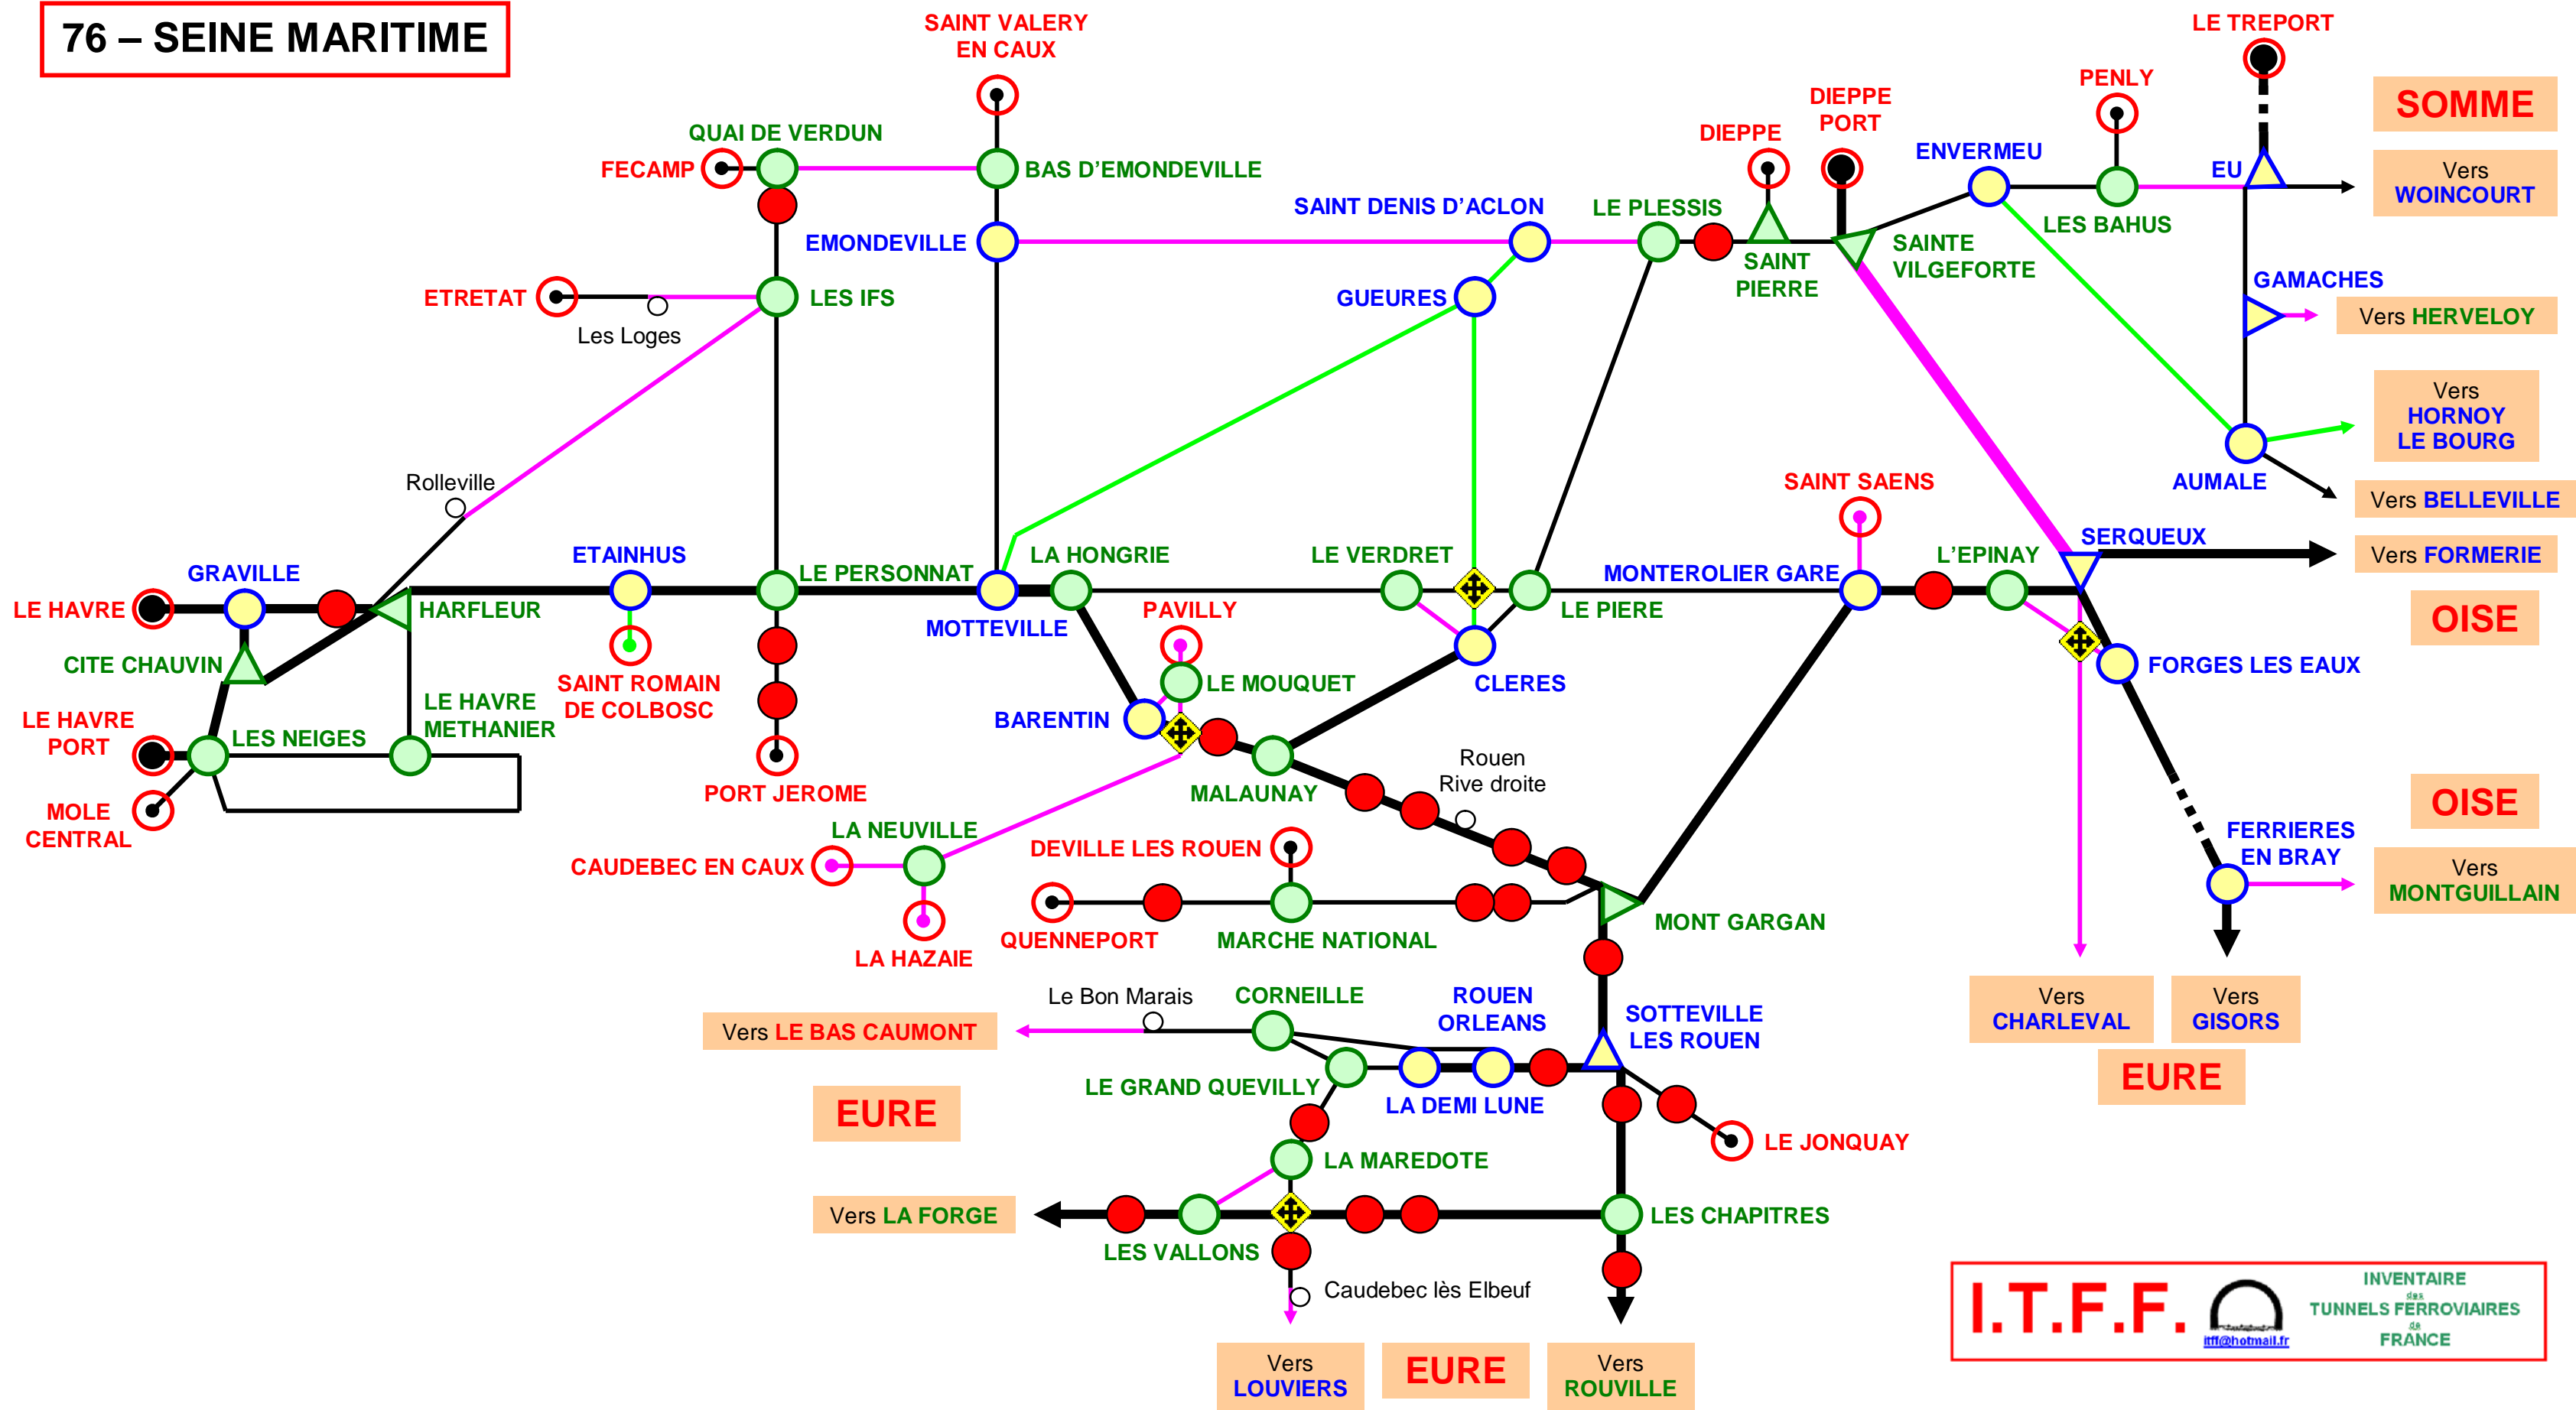 76 – SEINE MARITIME
SAINT VALERY
EN CAUX
LE TREPORT
PENLY
DIEPPE
PORT
DIEPPE
SOMME
QUAI DE VERDUN
FECAMP
BAS D'EMONDEVILLE
ENVERMEU
EU
Vers
WOINCOURT
SAINT DENIS D'ACLON
LE PLESSIS
LES BAHUS
EMONDEVILLE
SAINTE
VILGEFORTE
SAINT
PIERRE
GAMACHES
ETRETAT
LES IFS
GUEURES
Les Loges
Vers HERVELOY
Vers
HORNOY
LE BOURG
Rolleville
SAINT SAENS
AUMALE
Vers BELLEVILLE
GRAVILLE
ETAINHUS
LE PERSONNAT
LA HONGRIE
LE VERDRET
MONTEROLIER GARE
L'EPINAY
SERQUEUX
Vers FORMERIE
LE HAVRE
HARFLEUR
MOTTEVILLE
PAVILLY
LE PIERE
OISE
CITE CHAUVIN
SAINT ROMAIN
DE COLBOSC
LE MOUQUET
CLERES
FORGES LES EAUX
LE HAVRE
PORT
LES NEIGES
LE HAVRE
METHANIER
BARENTIN
MOLE
CENTRAL
PORT JEROME
MALAUNAY
Rouen
Rive droite
OISE
LA NEUVILLE
CAUDEBEC EN CAUX
DEVILLE LES ROUEN
FERRIERES
EN BRAY
Vers
MONTGUILLAIN
LA HAZAIE
QUENNEPORT
MARCHE NATIONAL
MONT GARGAN
Le Bon Marais
CORNEILLE
ROUEN
ORLEANS
SOTTEVILLE
LES ROUEN
Vers
CHARLEVAL
Vers
GISORS
Vers LE BAS CAUMONT
LE GRAND QUEVILLY
LA DEMI LUNE
EURE
EURE
LE JONQUAY
LA MAREDOTE
Vers LA FORGE
LES CHAPITRES
LES VALLONS
Caudebec lès Elbeuf
Vers
LOUVIERS
EURE
Vers
ROUVILLE
I.T.F.F.
itff@hotmail.fr
INVENTAIRE
des
TUNNELS FERROVIAIRES
de
FRANCE